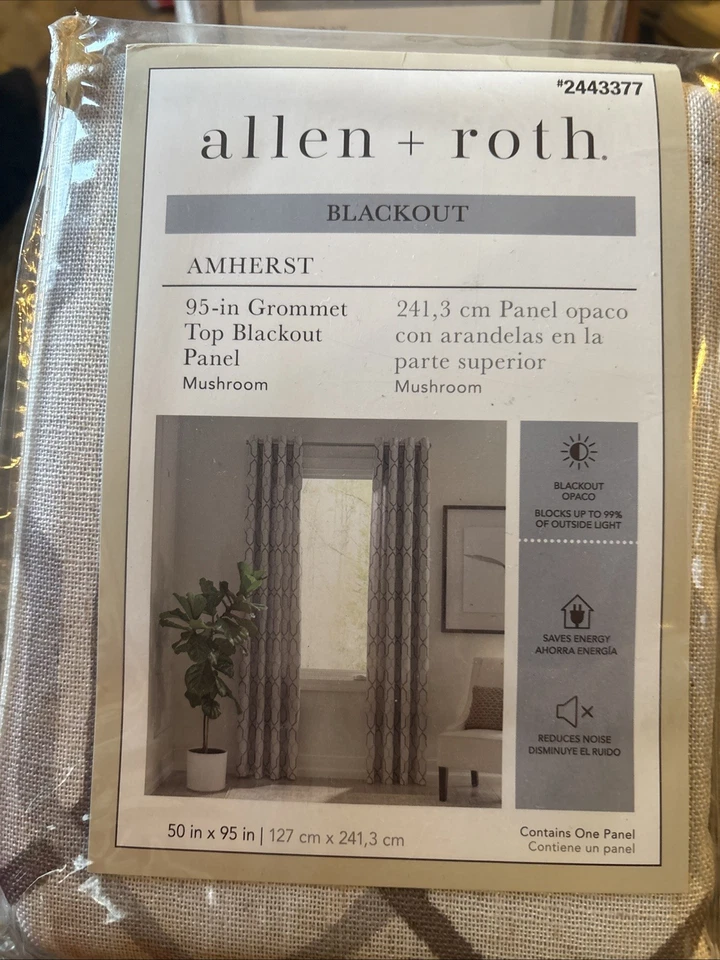 #2443377
allen + roth.
BLACKOUT
AMHERST
95-in Grommet
Top Blackout
Panel
Mushroom
241,3 cm Panel opaco
con arandelas en la
parte superior
Mushroom
BLACKOUT
OPACO
BLOCKS UP TO 99%
OF OUTSIDE LIGHT
SAVES ENERGY
AHORRA ENERGÍA
REDUCES NOISE
DISMINUYE EL RUIDO
50 in x 95 in | 127 cm x 241,3 cm
Contains One Panel
Contiene un panel